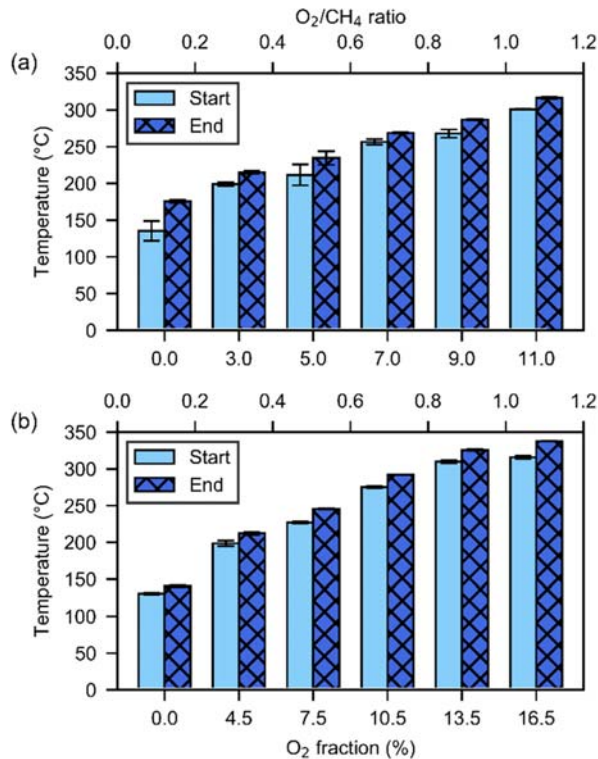 O₂/CH₄ ratio
0.0 0.2 0.4 0.6 0.8 1.0 1.2
(a)
350
300
250
200
150
100
50
0
Temperature (°C)
Start
End
0.0 3.0 5.0 7.0 9.0 11.0
0.0 0.2 0.4 0.6 0.8 1.0 1.2
(b)
350
300
250
200
150
100
50
0
Temperature (°C)
Start
End
0.0 4.5 7.5 10.5 13.5 16.5
O₂ fraction (%)